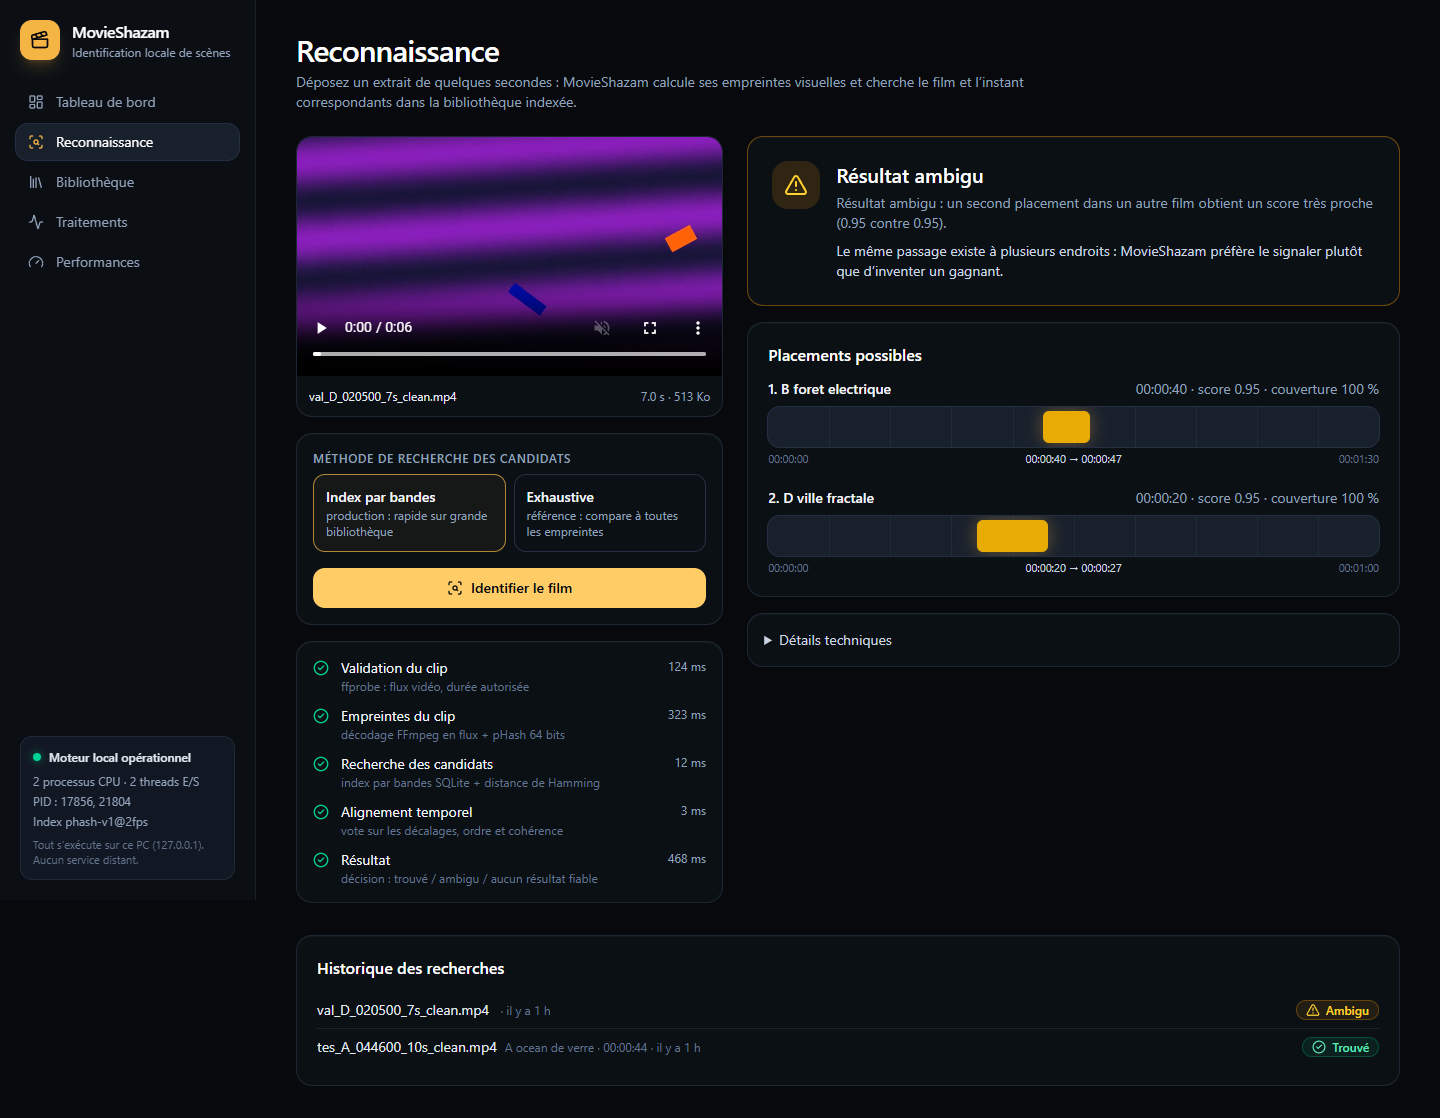 MovieShazam
Identification locale de scènes
Tableau de bord
Reconnaissance
Bibliothèque
Traitements
Performances
Moteur local opérationnel
2 processus CPU · 2 threads E/S
PID : 17856, 21804
Index phash-v1@2fps
Tout s'exécute sur ce PC (127.0.0.1).
Aucun service distant.
Reconnaissance
Déposez un extrait de quelques secondes : MovieShazam calcule ses empreintes visuelles et cherche le film et l'instant
correspondants dans la bibliothèque indexée.
0:00 / 0:06
val_D_020500_7s_clean.mp4
7.0 s · 513 Ko
MÉTHODE DE RECHERCHE DES CANDIDATS
Index par bandes
production : rapide sur grande
bibliothèque
Exhaustive
référence : compare à toutes
les empreintes
Identifier le film
Validation du clip
124 ms
ffprobe : flux vidéo, durée autorisée
Empreintes du clip
323 ms
décodage FFmpeg en flux + pHash 64 bits
Recherche des candidats
12 ms
index par bandes SQLite + distance de Hamming
Alignement temporel
3 ms
vote sur les décalages, ordre et cohérence
Résultat
468 ms
décision : trouvé / ambigu / aucun résultat fiable
Résultat ambigu
Résultat ambigu : un second placement dans un autre film obtient un score très proche
(0.95 contre 0.95).
Le même passage existe à plusieurs endroits : MovieShazam préfère le signaler plutôt
que d'inventer un gagnant.
Placements possibles
1. B foret electrique
00:00:40 · score 0.95 · couverture 100 %
00:00:00
00:00:40 → 00:00:47
00:01:30
2. D ville fractale
00:00:20 · score 0.95 · couverture 100 %
00:00:00
00:00:20 → 00:00:27
00:01:00
Détails techniques
Historique des recherches
val_D_020500_7s_clean.mp4 · il y a 1 h
Ambigu
tes_A_044600_10s_clean.mp4 A ocean de verre · 00:00:44 · il y a 1 h
Trouvé